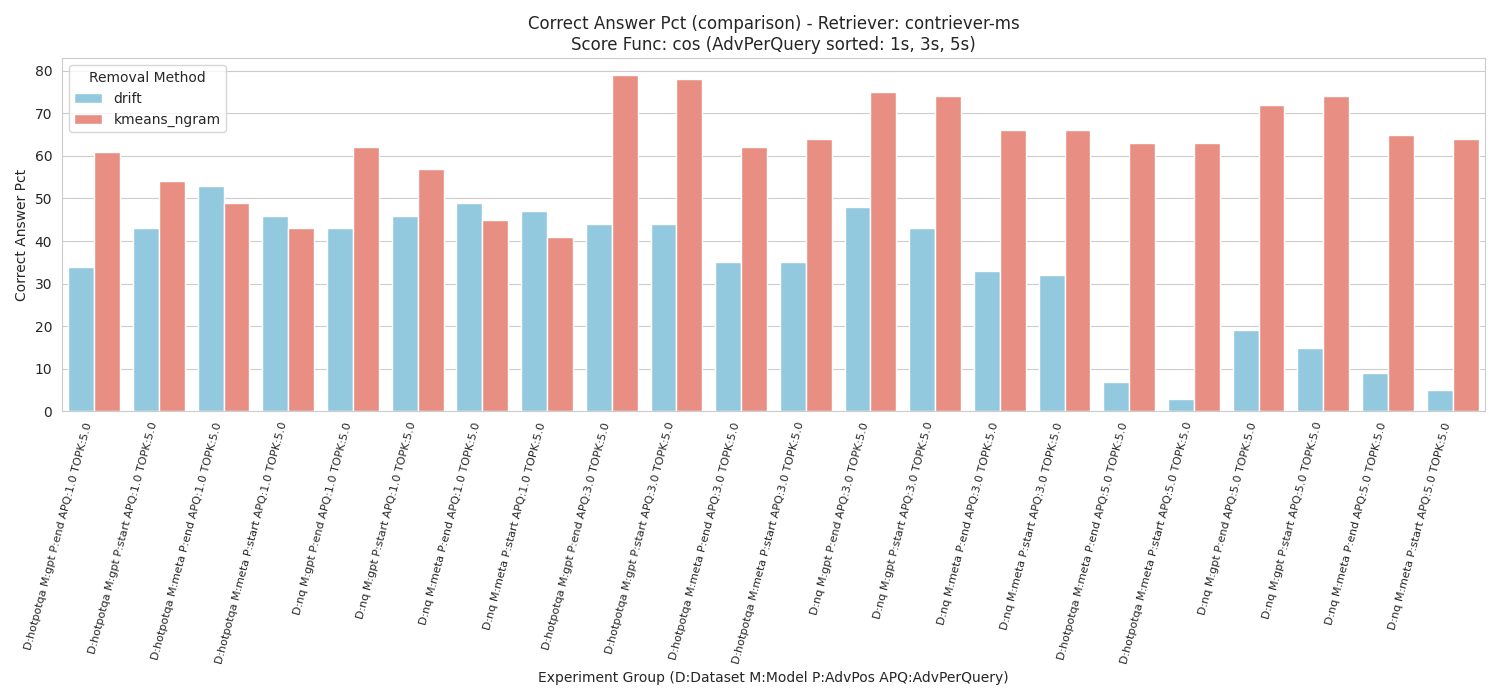 Correct Answer Pct (comparison) - Retriever: contriever-ms
Score Func: cos (AdvPerQuery sorted: 1s, 3s, 5s)
Removal Method
drift
kmeans_ngram
Correct Answer Pct
80
70
60
50
40
30
20
10
0
D:hotpotqa M:gpt P:end APQ:1.0 TOPK:5.0
D:hotpotqa M:gpt P:start APQ:1.0 TOPK:5.0
D:hotpotqa M:meta P:end APQ:1.0 TOPK:5.0
D:hotpotqa M:meta P:start APQ:1.0 TOPK:5.0
D:nq M:gpt P:end APQ:1.0 TOPK:5.0
D:nq M:gpt P:start APQ:1.0 TOPK:5.0
D:nq M:meta P:end APQ:1.0 TOPK:5.0
D:nq M:meta P:start APQ:1.0 TOPK:5.0
D:hotpotqa M:gpt P:end APQ:3.0 TOPK:5.0
D:hotpotqa M:gpt P:start APQ:3.0 TOPK:5.0
D:hotpotqa M:meta P:end APQ:3.0 TOPK:5.0
D:hotpotqa M:meta P:start APQ:3.0 TOPK:5.0
D:nq M:gpt P:end APQ:3.0 TOPK:5.0
D:nq M:gpt P:start APQ:3.0 TOPK:5.0
D:nq M:meta P:end APQ:3.0 TOPK:5.0
D:nq M:meta P:start APQ:3.0 TOPK:5.0
D:hotpotqa M:meta P:end APQ:5.0 TOPK:5.0
D:hotpotqa M:meta P:start APQ:5.0 TOPK:5.0
D:nq M:gpt P:end APQ:5.0 TOPK:5.0
D:nq M:gpt P:start APQ:5.0 TOPK:5.0
D:nq M:meta P:end APQ:5.0 TOPK:5.0
D:nq M:meta P:start APQ:5.0 TOPK:5.0
Experiment Group (D:Dataset M:Model P:AdvPos APQ:AdvPerQuery)